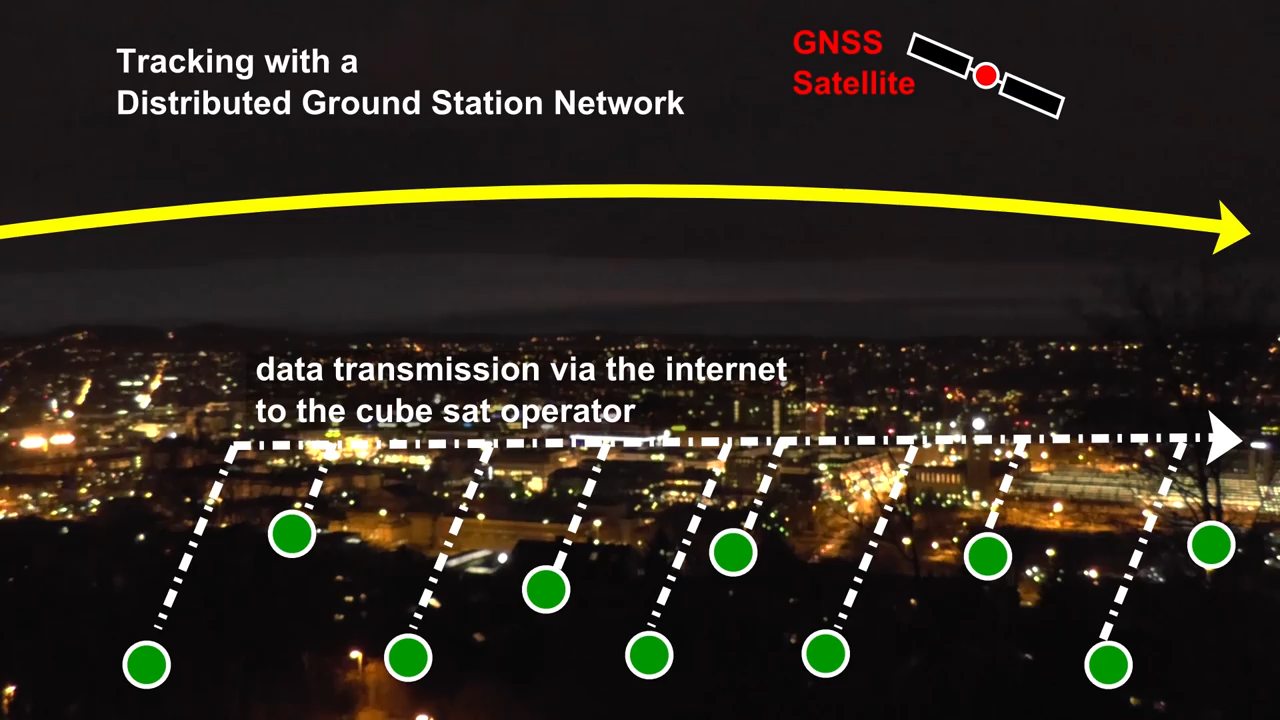 Tracking with a
Distributed Ground Station Network
GNSS
Satellite
data transmission via the internet
to the cube sat operator